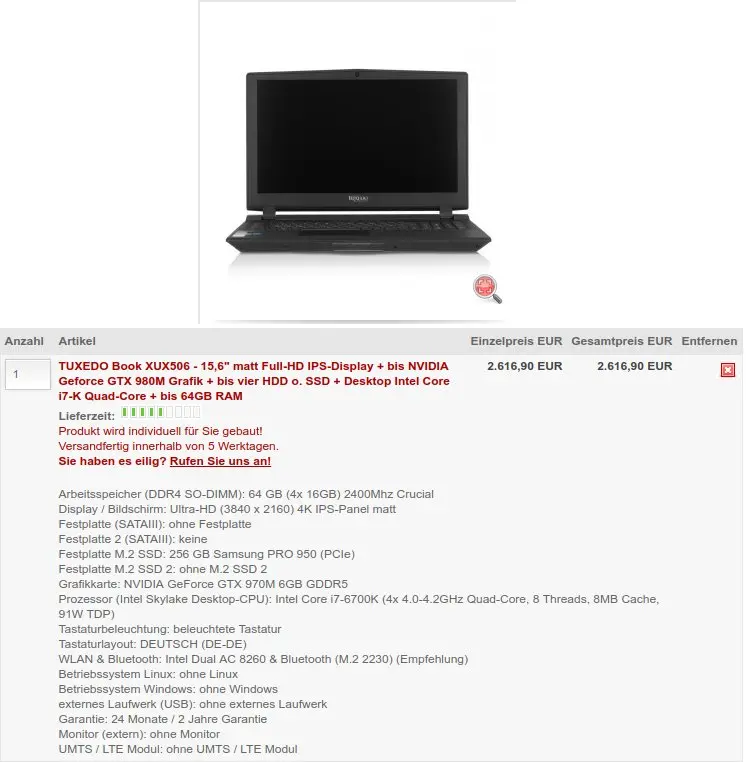 Anzahl Artikel Einzelpreis EUR Gesamtpreis EUR Entfernen
1 TUXEDO Book XUX506 - 15,6" matt Full-HD IPS-Display + bis NVIDIA 2.616,90 EUR 2.616,90 EUR
Geforce GTX 980M Grafik + bis vier HDD o. SSD + Desktop Intel Core
i7-K Quad-Core + bis 64GB RAM
Lieferzeit:
Produkt wird individuell für Sie gebaut!
Versandfertig innerhalb von 5 Werktagen.
Sie haben es eilig? Rufen Sie uns an!
Arbeitsspeicher (DDR4 SO-DIMM): 64 GB (4x 16GB) 2400Mhz Crucial
Display / Bildschirm: Ultra-HD (3840 x 2160) 4K IPS-Panel matt
Festplatte (SATAIII): ohne Festplatte
Festplatte 2 (SATAIII): keine
Festplatte M.2 SSD: 256 GB Samsung PRO 950 (PCIe)
Festplatte M.2 SSD 2: ohne M.2 SSD 2
Grafikkarte: NVIDIA GeForce GTX 970M 6GB GDDR5
Prozessor (Intel Skylake Desktop-CPU): Intel Core i7-6700K (4x 4.0-4.2GHz Quad-Core, 8 Threads, 8MB Cache,
91W TDP)
Tastaturbeleuchtung: beleuchtete Tastatur
Tastaturlayout: DEUTSCH (DE-DE)
WLAN & Bluetooth: Intel Dual AC 8260 & Bluetooth (M.2 2230) (Empfehlung)
Betriebssystem Linux: ohne Linux
Betriebssystem Windows: ohne Windows
externes Laufwerk (USB): ohne externes Laufwerk
Garantie: 24 Monate / 2 Jahre Garantie
Monitor (extern): ohne Monitor
UMTS / LTE Modul: ohne UMTS / LTE Modul